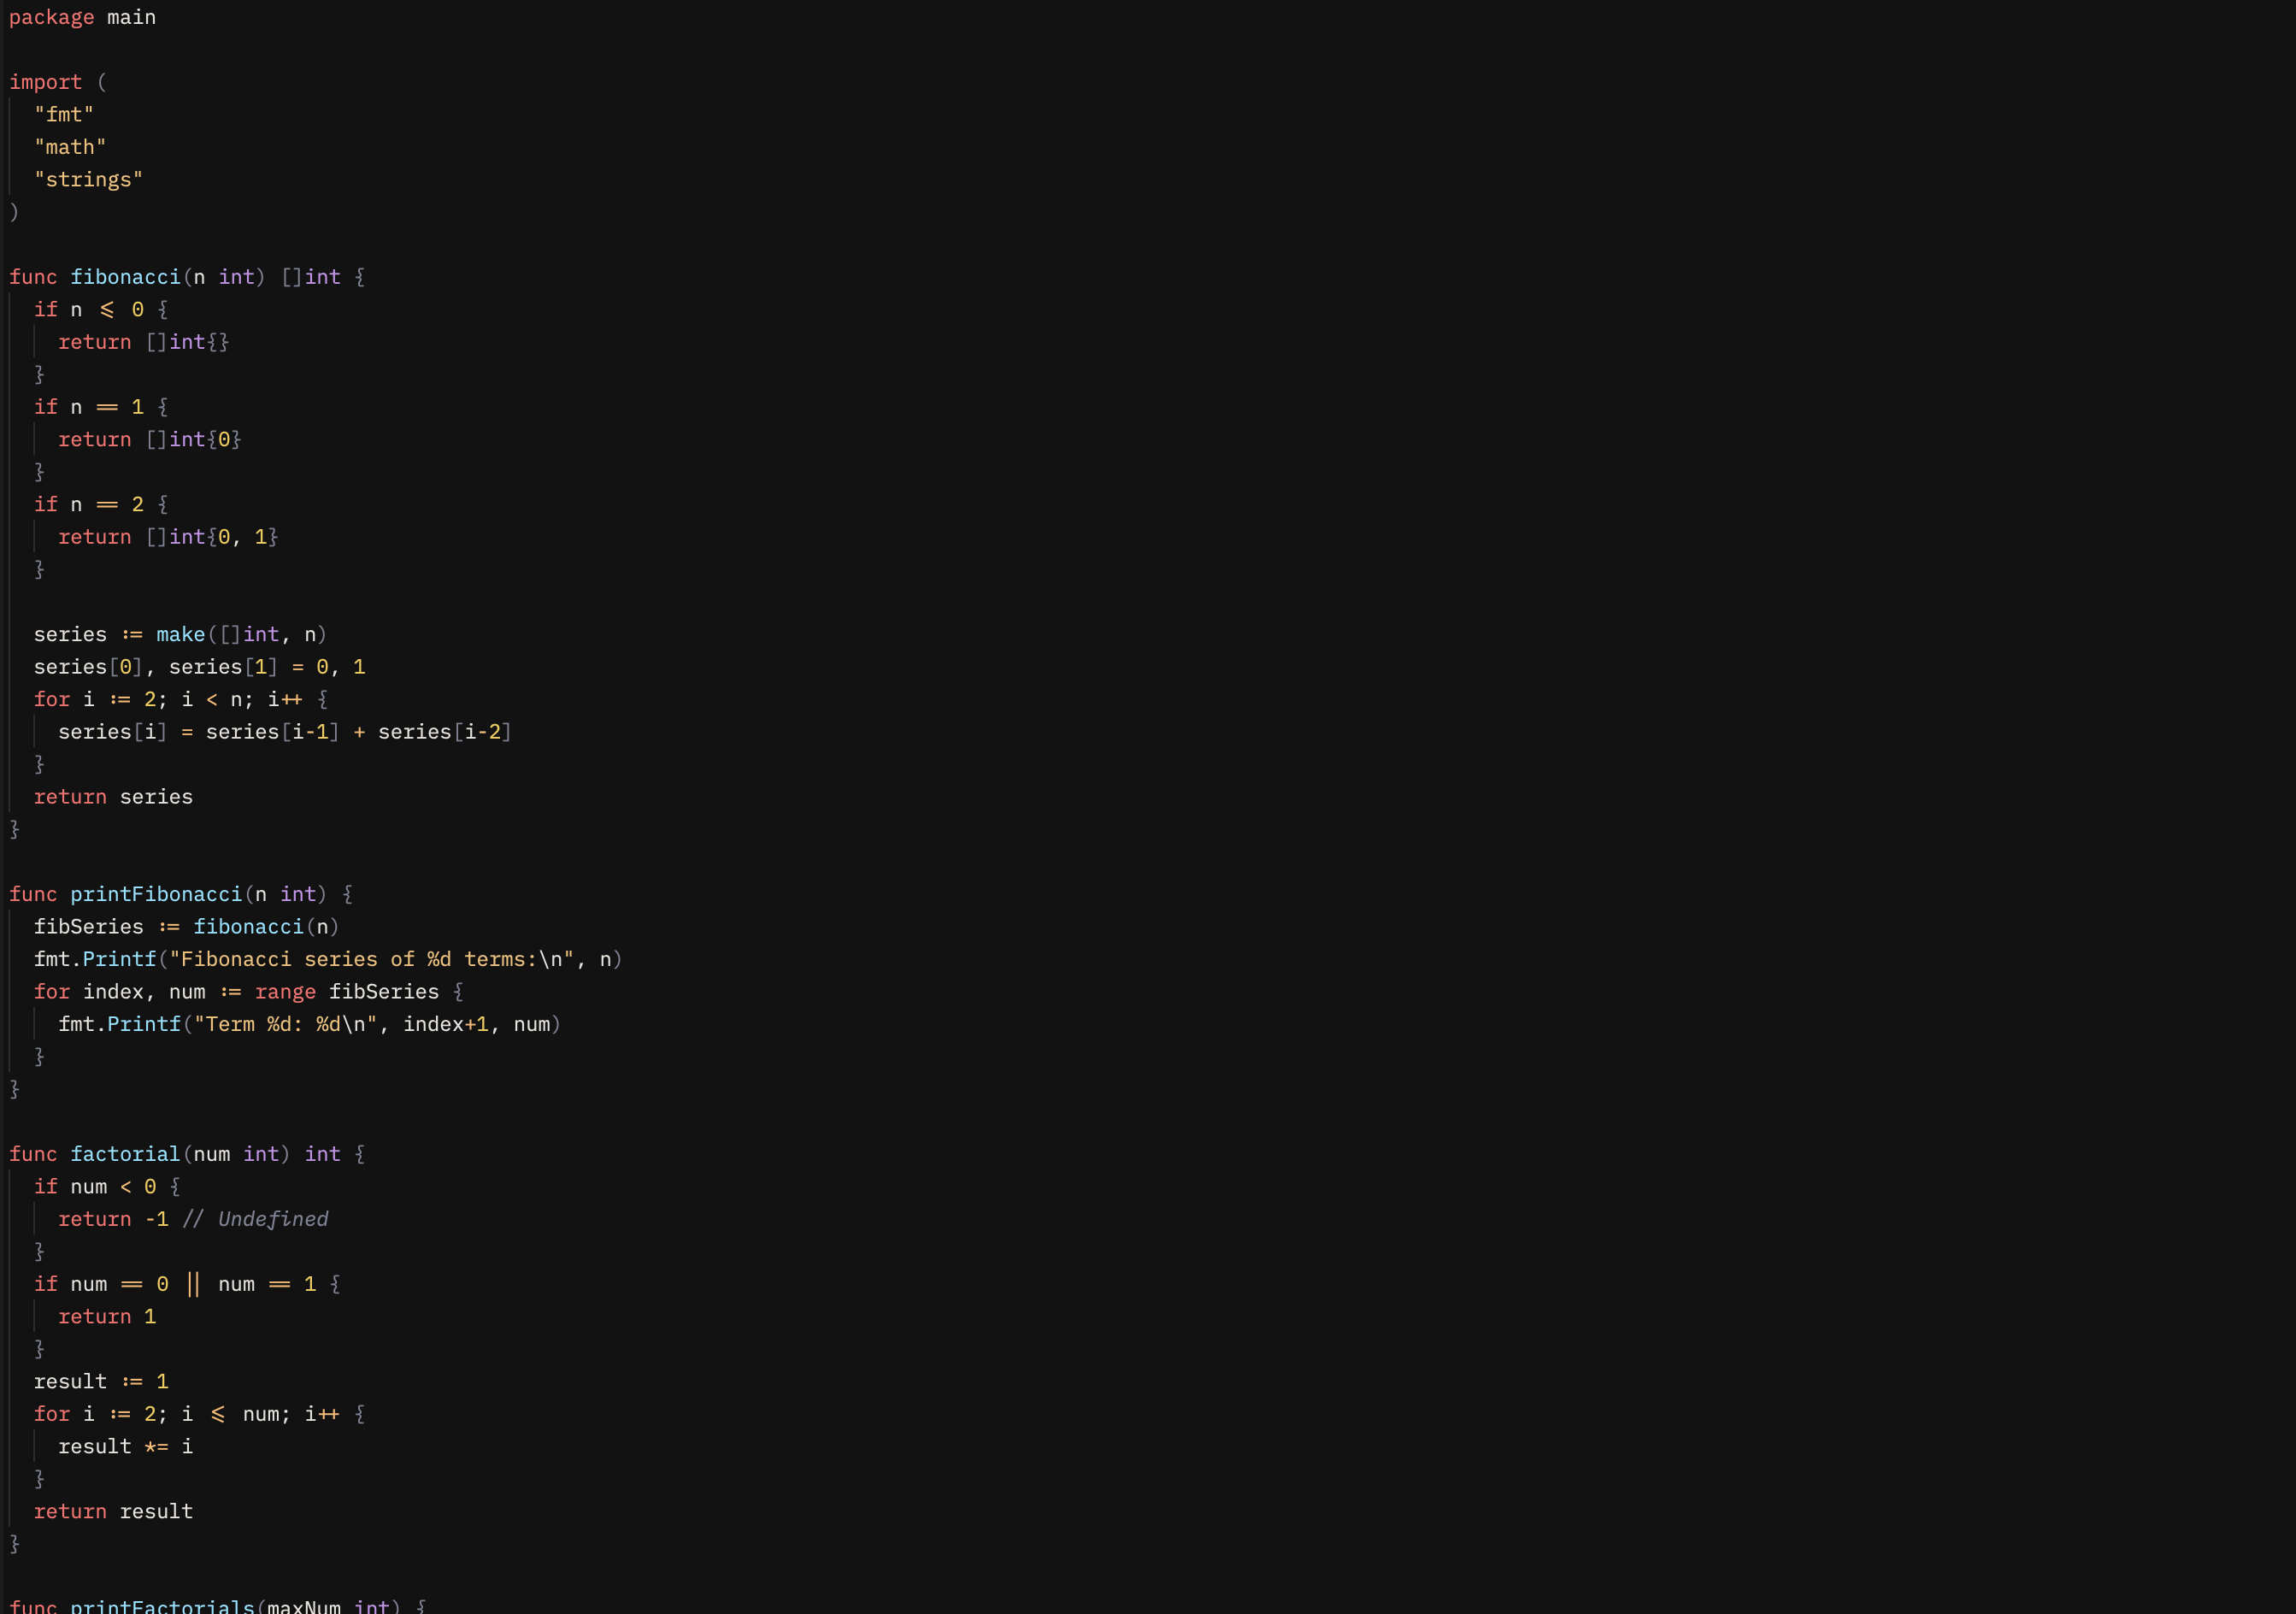 package main

import (
  "fmt"
  "math"
  "strings"
)

func fibonacci(n int) []int {
  if n <= 0 {
    return []int{}
  }
  if n == 1 {
    return []int{0}
  }
  if n == 2 {
    return []int{0, 1}
  }

  series := make([]int, n)
  series[0], series[1] = 0, 1
  for i := 2; i < n; i++ {
    series[i] = series[i-1] + series[i-2]
  }
  return series
}

func printFibonacci(n int) {
  fibSeries := fibonacci(n)
  fmt.Printf("Fibonacci series of %d terms:\n", n)
  for index, num := range fibSeries {
    fmt.Printf("Term %d: %d\n", index+1, num)
  }
}

func factorial(num int) int {
  if num < 0 {
    return -1 // Undefined
  }
  if num == 0 || num == 1 {
    return 1
  }
  result := 1
  for i := 2; i <= num; i++ {
    result *= i
  }
  return result
}

func printFactorials(maxNum int) {